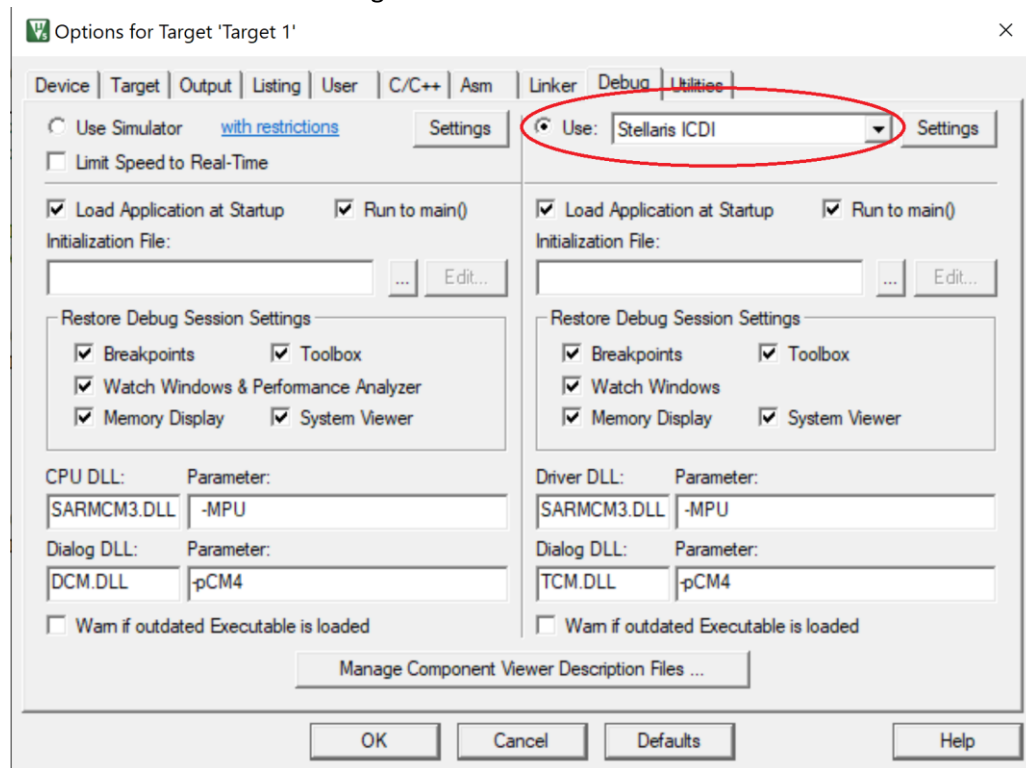 Options for Target 'Target 1'
Device Target Output Listing User C/C++ Asm Linker Debug Utilities
Use Simulator with restrictions Settings
Limit Speed to Real-Time
Load Application at Startup Run to main()
Initialization File:
... Edit...
Restore Debug Session Settings
Breakpoints Toolbox
Watch Windows & Performance Analyzer
Memory Display System Viewer
CPU DLL: Parameter:
SARMCM3.DLL -MPU
Dialog DLL: Parameter:
DCM.DLL -pCM4
Warn if outdated Executable is loaded
Use: Stellaris ICDI Settings
Load Application at Startup Run to main()
Initialization File:
... Edit...
Restore Debug Session Settings
Breakpoints Toolbox
Watch Windows
Memory Display System Viewer
Driver DLL: Parameter:
SARMCM3.DLL -MPU
Dialog DLL: Parameter:
TCM.DLL -pCM4
Warn if outdated Executable is loaded
Manage Component Viewer Description Files ...
OK Cancel Defaults Help